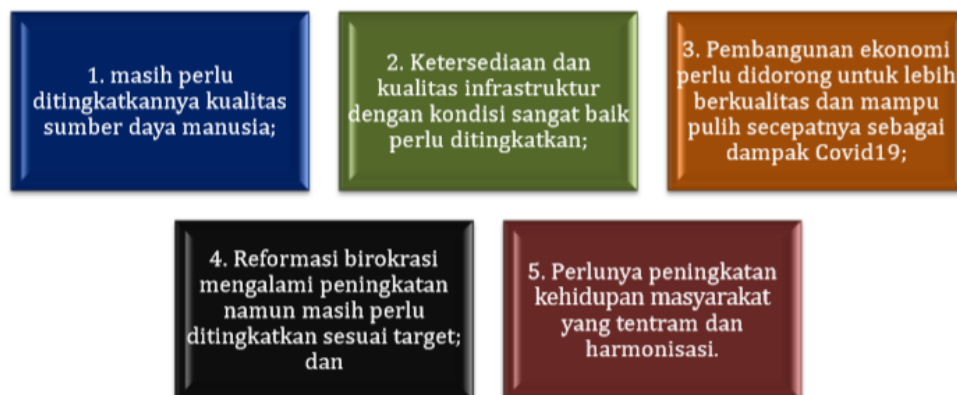 1. masih perlu
ditingkatkannya kualitas
sumber daya manusia;
2. Ketersediaan dan
kualitas infrastruktur
dengan kondisi sangat baik
perlu ditingkatkan;
3. Pembangunan ekonomi
perlu didorong untuk lebih
berkualitas dan mampu
pulih secepatnya sebagai
dampak Covid19;
4. Reformasi birokrasi
mengalami peningkatan
namun masih perlu
ditingkatkan sesuai target;
dan
5. Perlunya peningkatan
kehidupan masyarakat
yang tentram dan
harmonisasi.